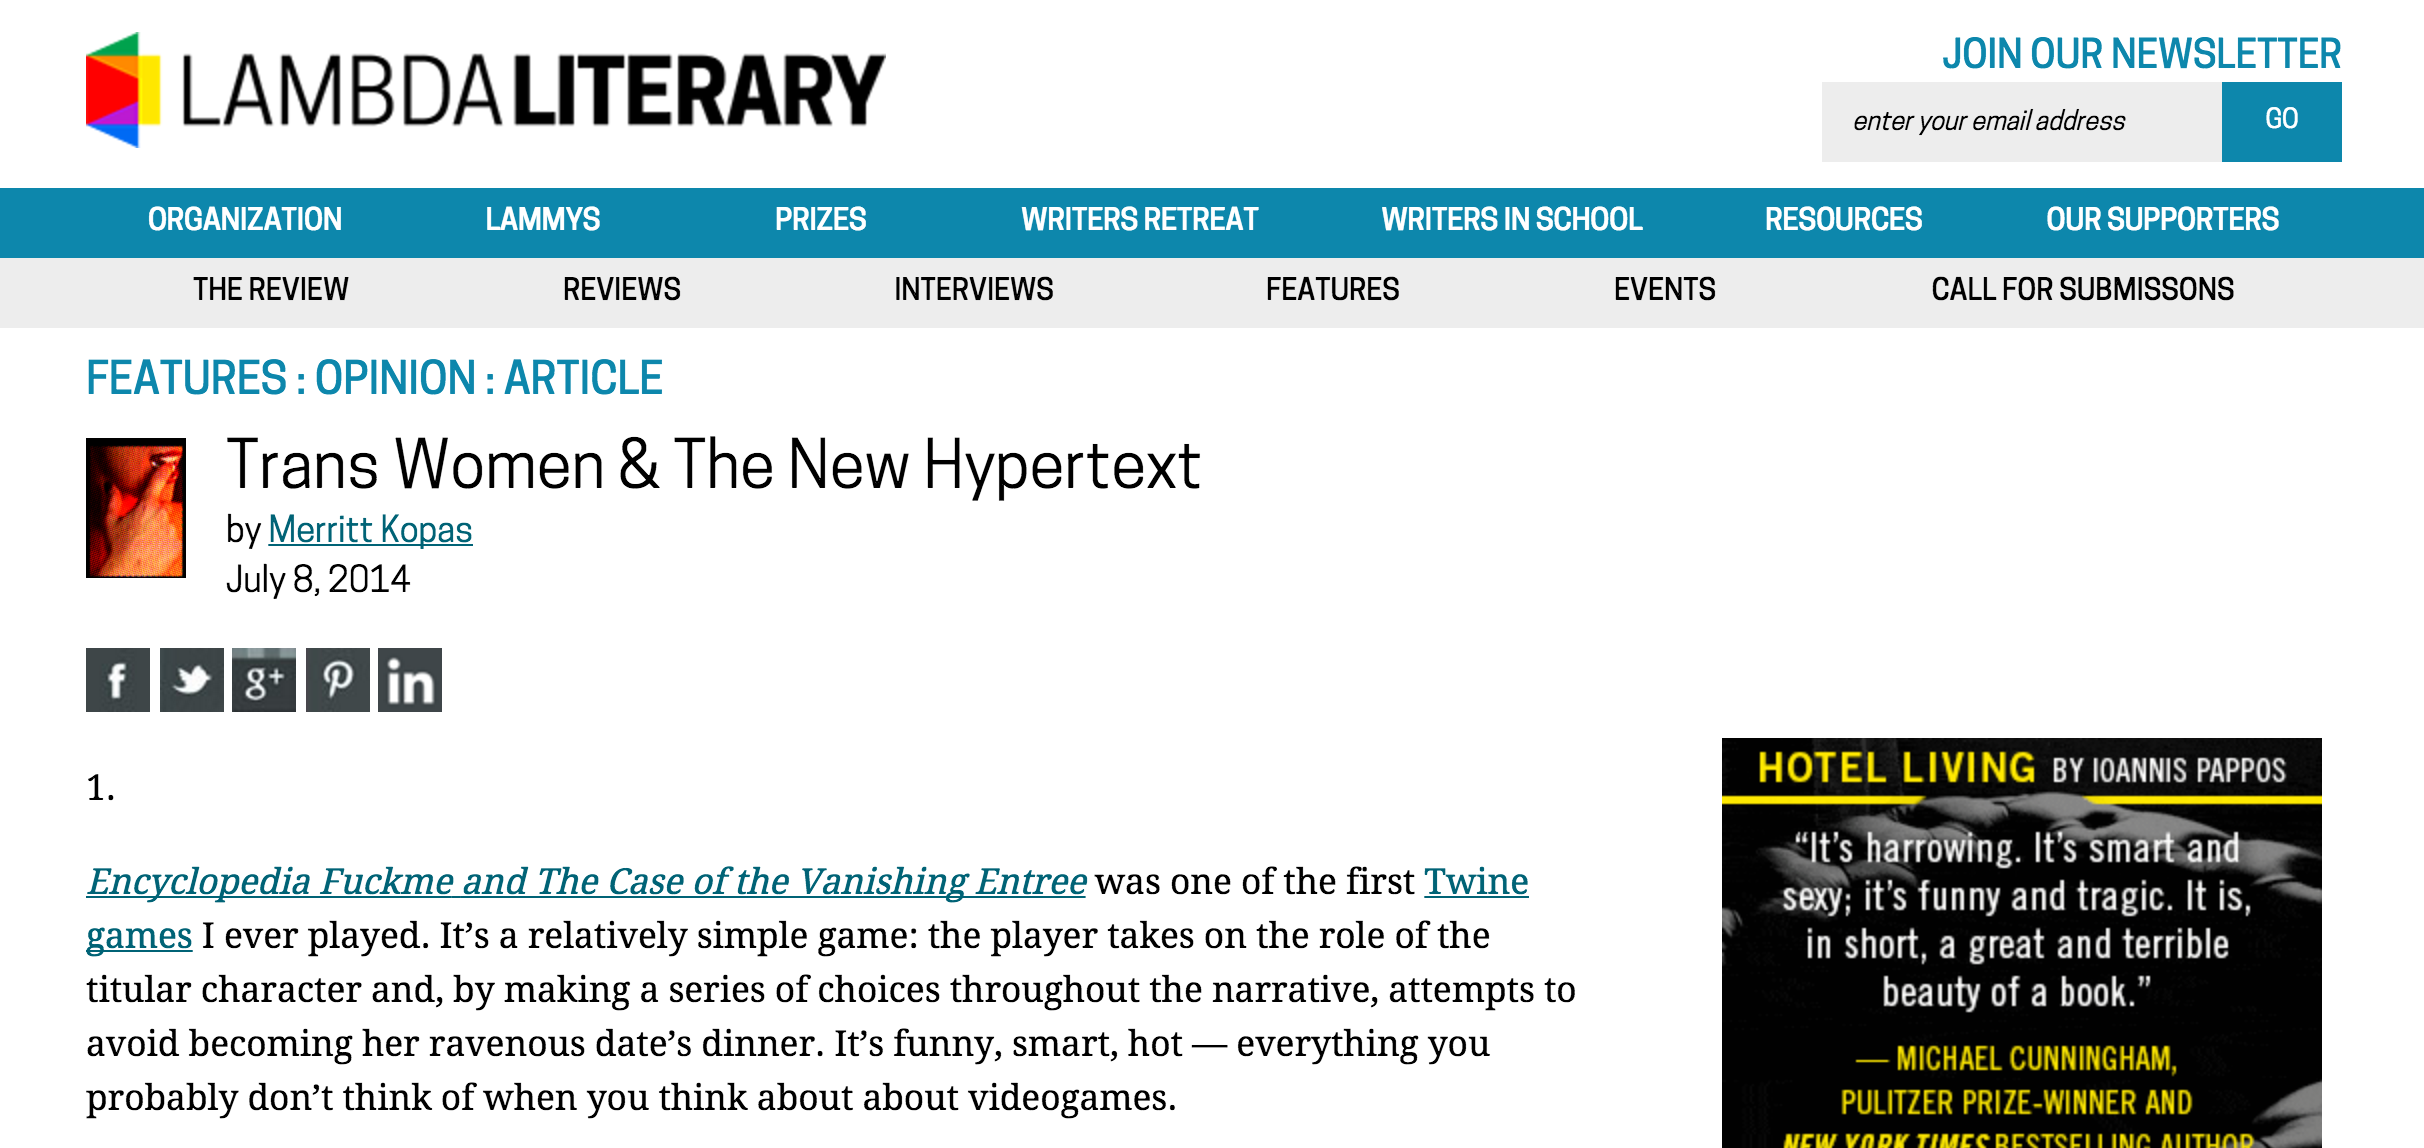 LAMBDALITERARY
JOIN OUR NEWSLETTER
enter your email address
GO
ORGANIZATION LAMMYS PRIZES WRITERS RETREAT WRITERS IN SCHOOL RESOURCES OUR SUPPORTERS
THE REVIEW REVIEWS INTERVIEWS FEATURES EVENTS CALL FOR SUBMISSONS
FEATURES : OPINION : ARTICLE
Trans Women & The New Hypertext
by Merritt Kopas
July 8, 2014
f g+ in
1.
Encyclopedia Fuckme and The Case of the Vanishing Entree was one of the first Twine
games I ever played. It’s a relatively simple game: the player takes on the role of the
titular character and, by making a series of choices throughout the narrative, attempts to
avoid becoming her ravenous date’s dinner. It’s funny, smart, hot — everything you
probably don’t think of when you think about about videogames.
HOTEL LIVING BY IOANNIS PAPPOS
“It’s harrowing. It’s smart and
sexy; it’s funny and tragic. It is,
in short, a great and terrible
beauty of a book.”
— MICHAEL CUNNINGHAM,
PULITZER PRIZE-WINNER AND
NEW YORK TIMES BESTSELLING AUTHOR